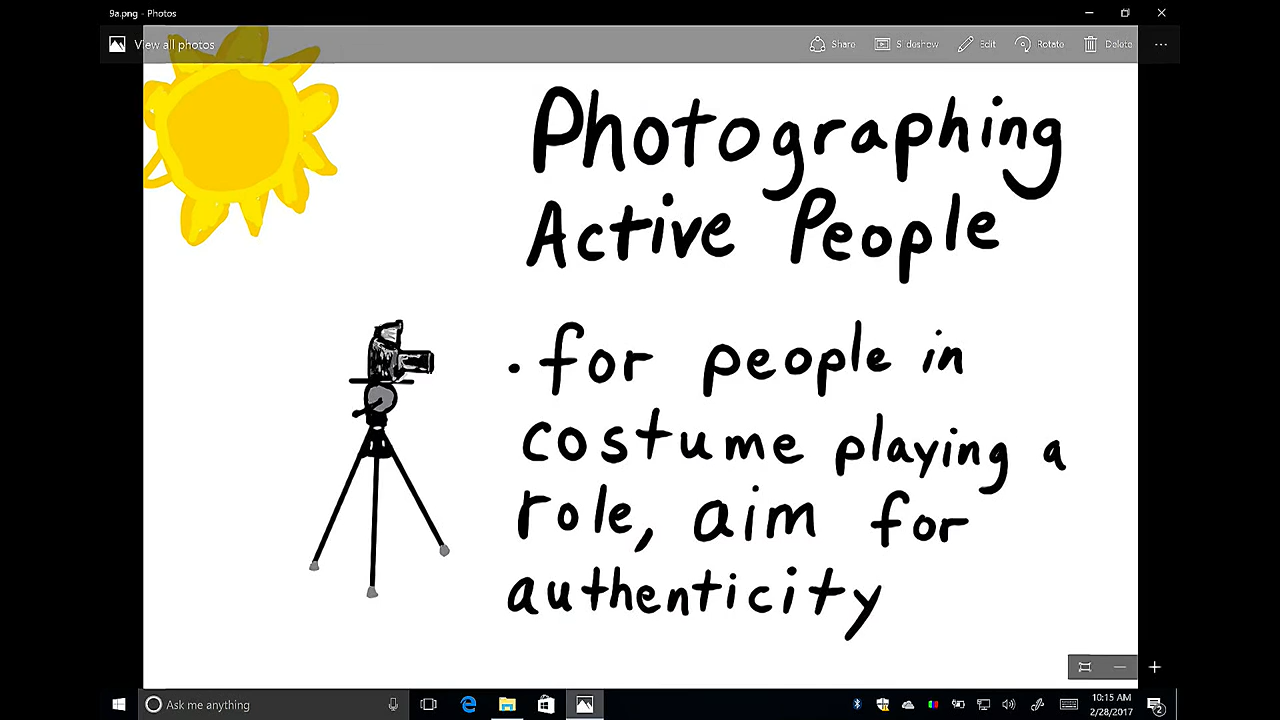 9a.png - Photos
View all photos
Share
Slideshow
Edit
Rotate
Delete
Photographing
Active People
• for people in
costume playing a
role, aim for
authenticity
Ask me anything
10:15 AM
2/28/2017
2